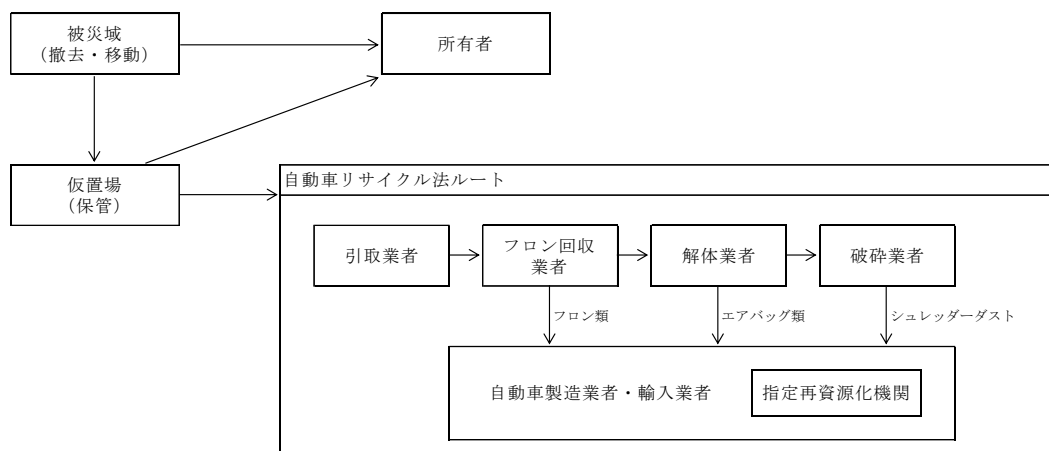 被災域
（撤去・移動）
所有者
仮置場
（保管）
自動車リサイクル法ルート
引取業者
フロン回収
業者
解体業者
破砕業者
フロン類
エアバッグ類
シュレッダーダスト
自動車製造業者・輸入業者
指定再資源化機関